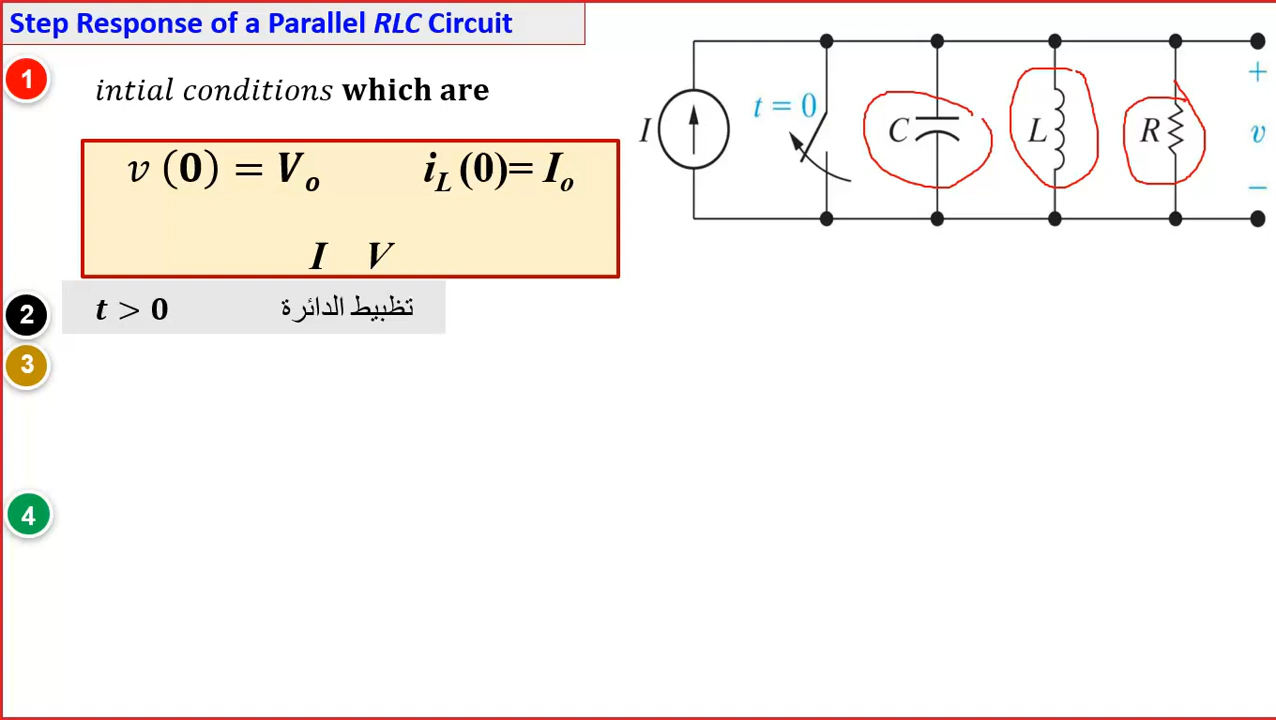 Step Response of a Parallel RLC Circuit
1
intial conditions which are
v (0) = Vo iL (0)= Io
I V
2
t > 0 تظبيط الدائرة
3
4
I
t = 0
C
L
R
+
v
−